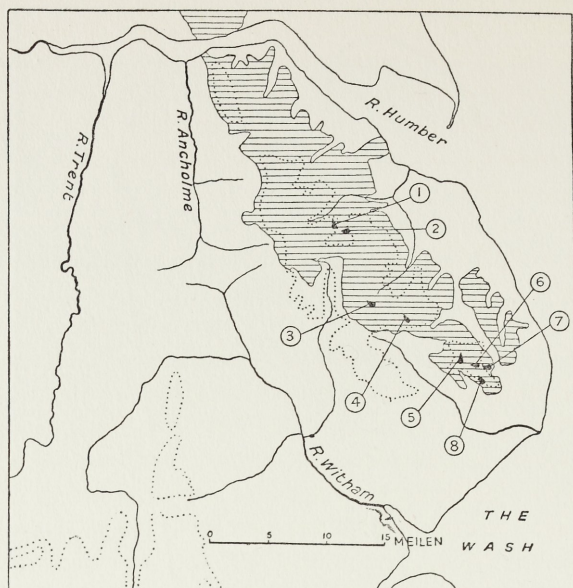 R. Humber
R. Trent
R. Ancholme
1
2
6
7
3
4
5
8
R. Witham
THE
WASH
0 5 10 15 MEILEN